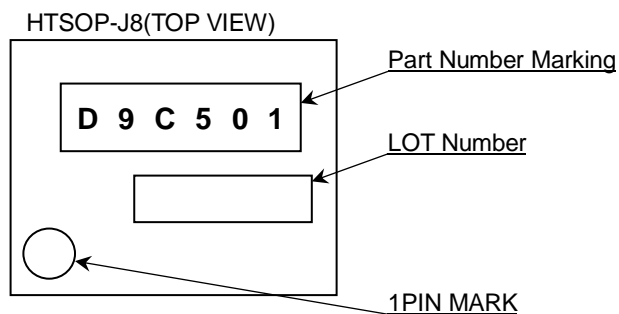 HTSOP-J8(TOP VIEW)
Part Number Marking
D 9 C 5 0 1
LOT Number
1PIN MARK